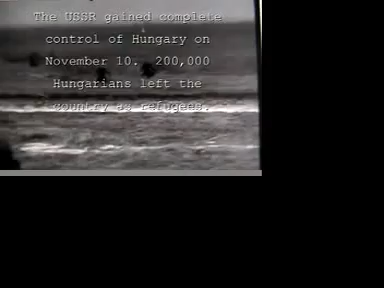 The USSR gained complete
control of Hungary on
November 10.  200,000
Hungarians left the
country as refugees.